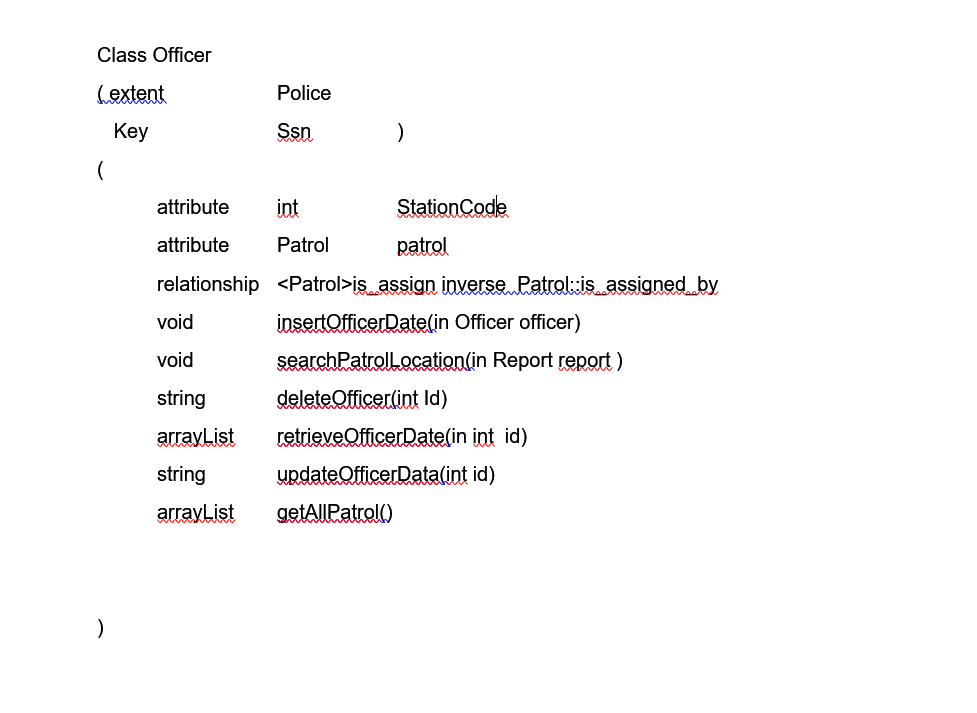 Class Officer
( extent Police
Key Ssn )
(
attribute int StationCode
attribute Patrol patrol
relationship <Patrol>is_assign inverse Patrol::is_assigned_by
void insertOfficerDate(in Officer officer)
void searchPatrolLocation(in Report report )
string deleteOfficer(int Id)
arrayList retrieveOfficerDate(in int id)
string updateOfficerData(int id)
arrayList getAllPatrol()
)